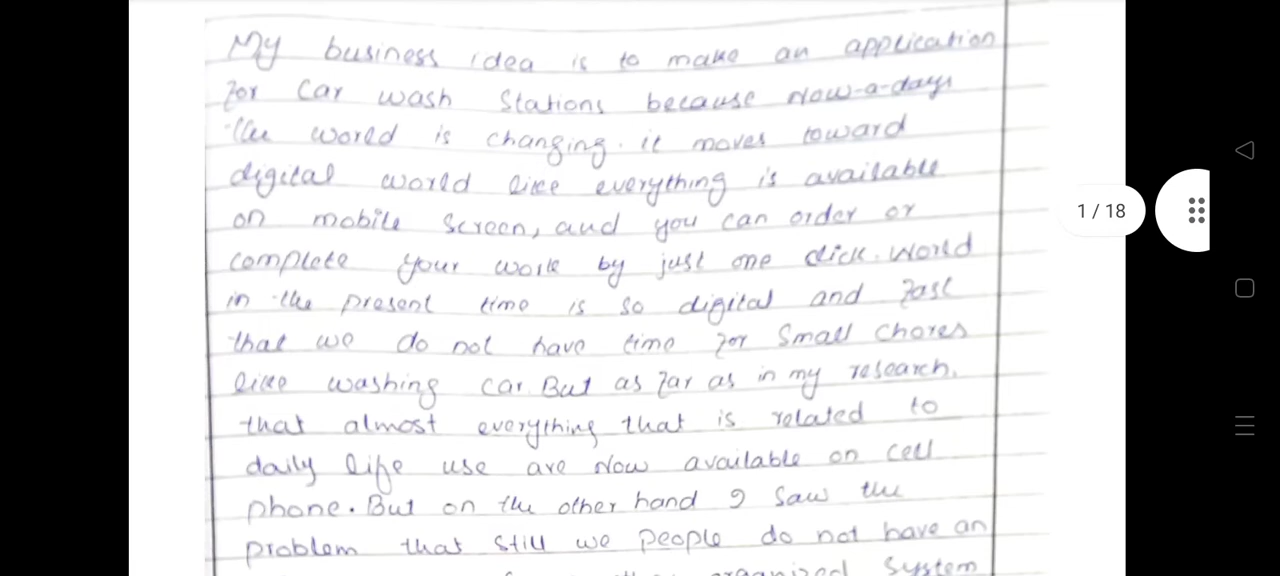 My business idea is to make an application
for Car wash Stations because Now-a-days
the world is changing. it moves toward
digital world like everything is available
on mobile screen, and you can order or
complete your work by just one click. World
in the present time is so digital and fast
that we do not have time for Small Chores
like washing car. But as far as in my research.
that almost everything that is related to
daily life use are Now available on cell
phone. But on the other hand I saw the
problem that still we people do not have an
organized system
1 / 18